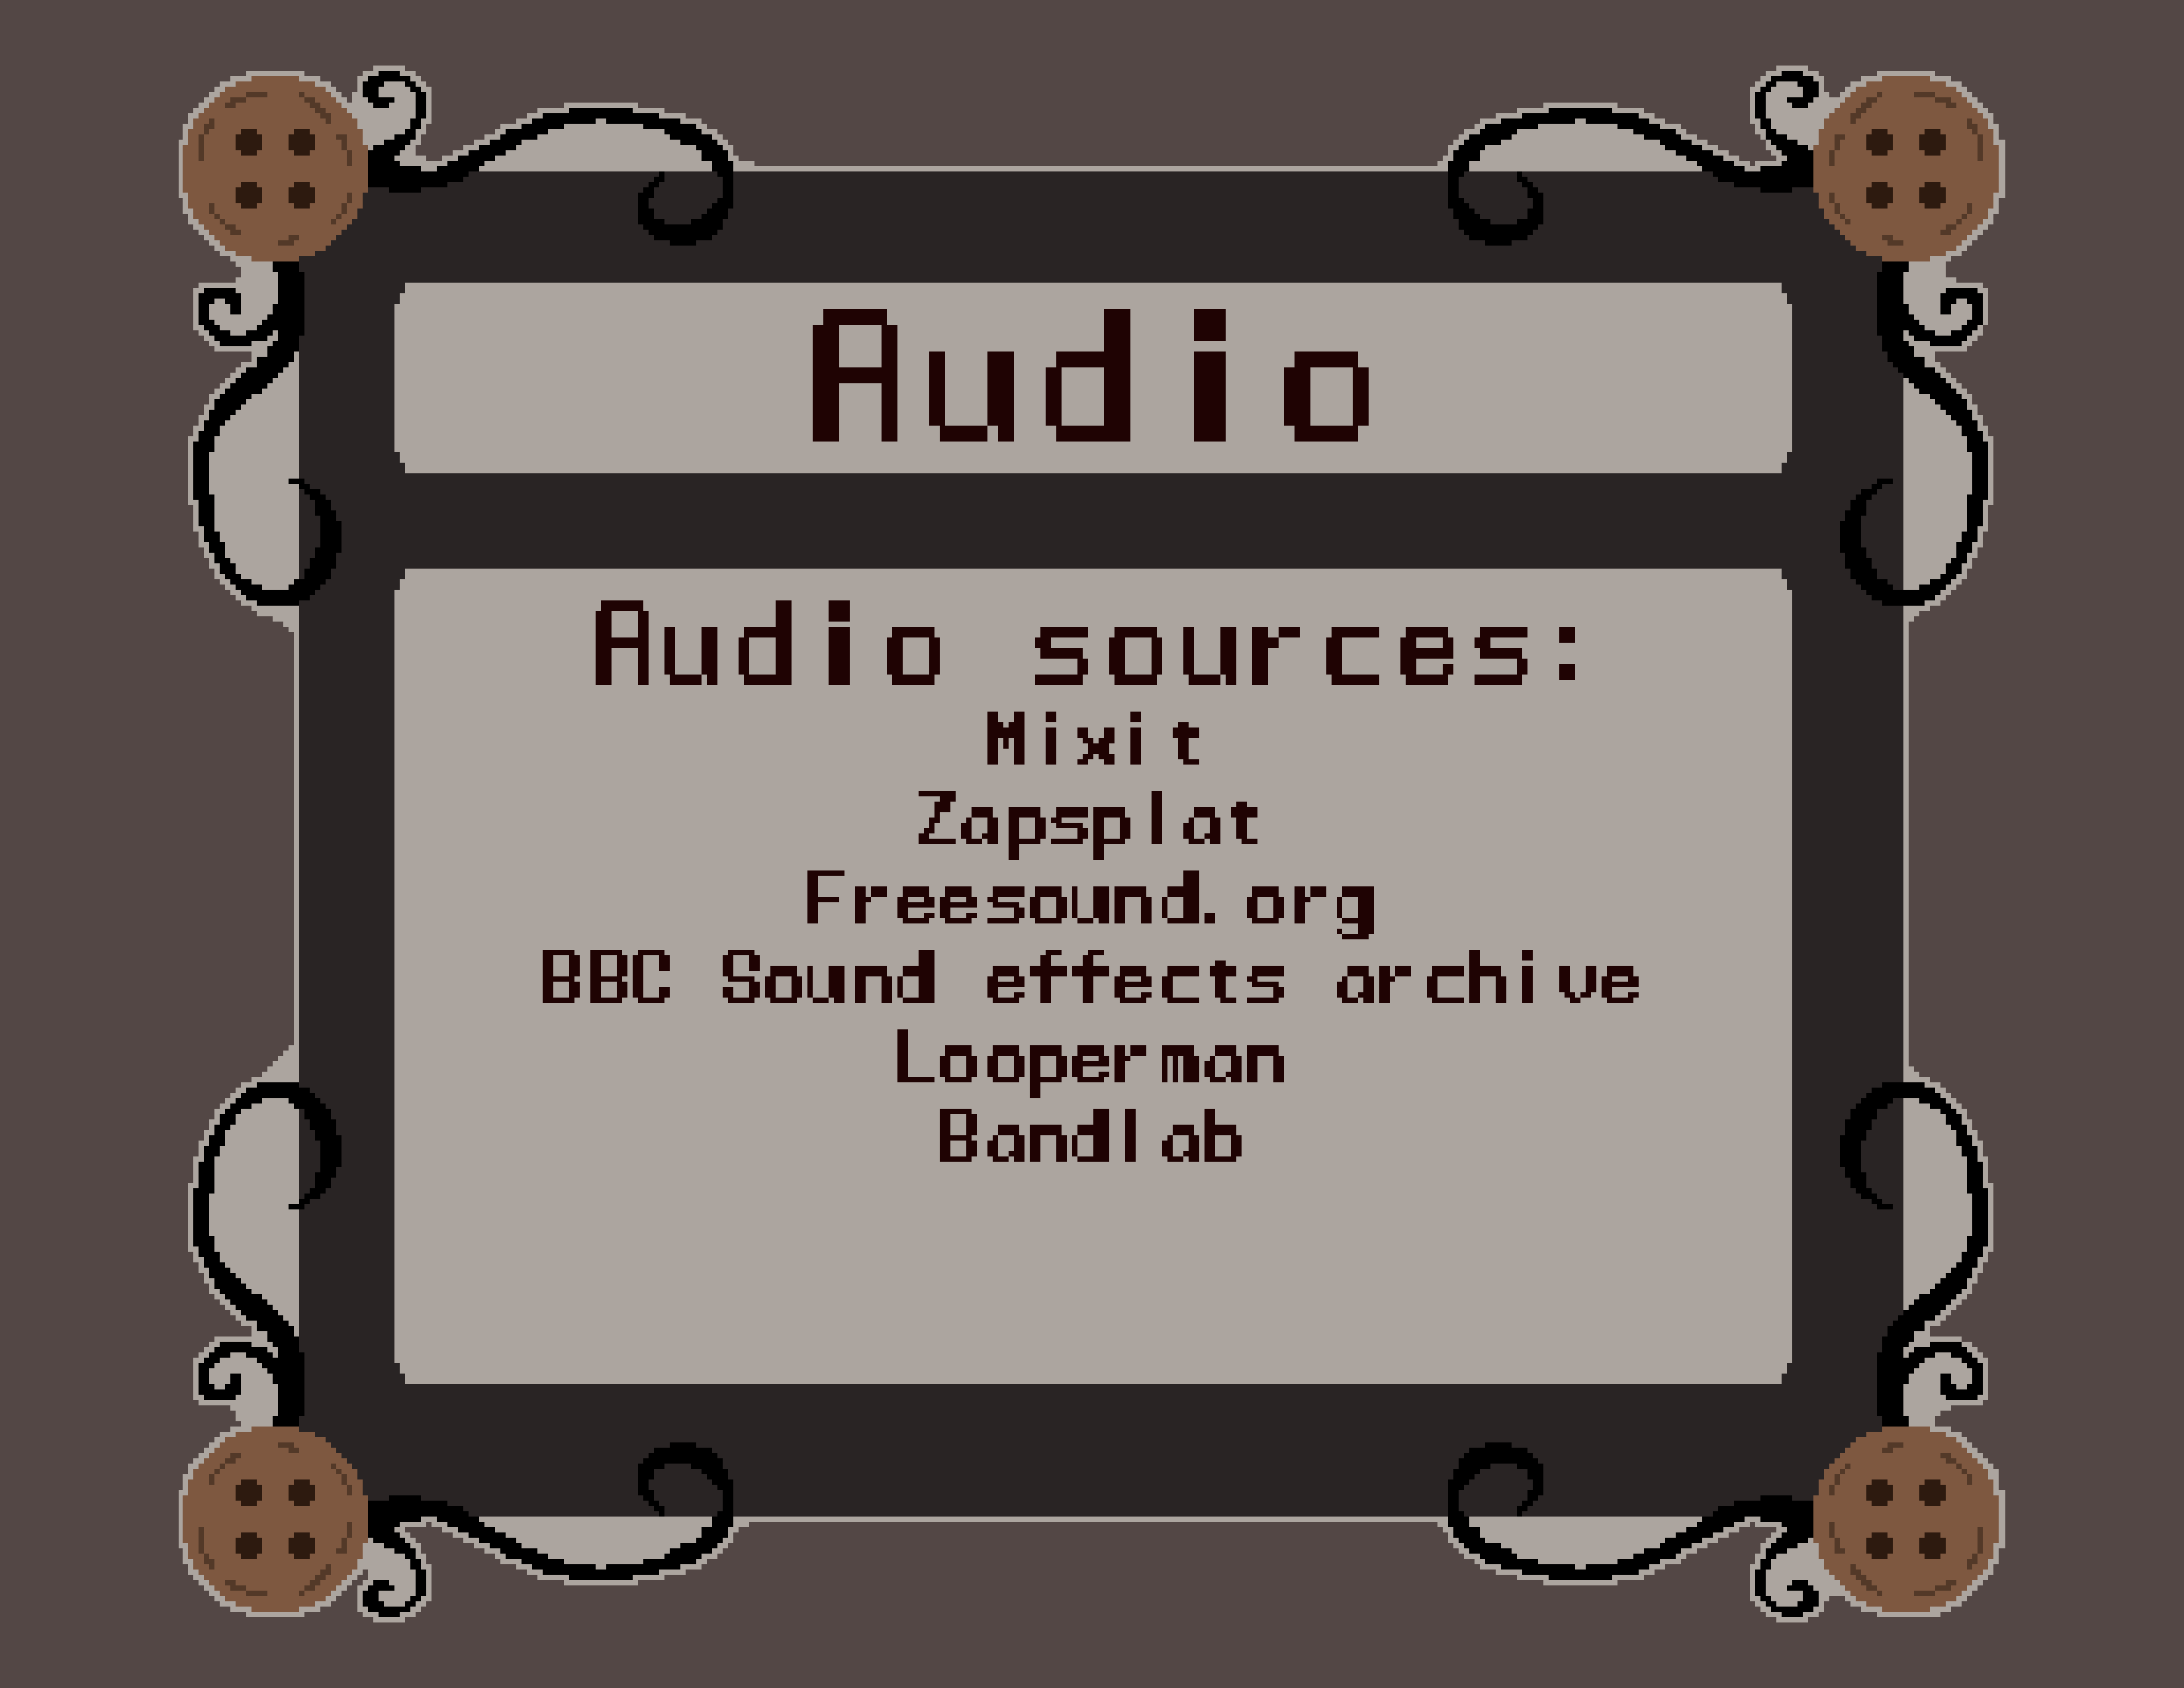 Audio
Audio sources:
Mixit
Zapsplat
Freesound.org
BBC Sound effects archive
Looperman
Bandlab